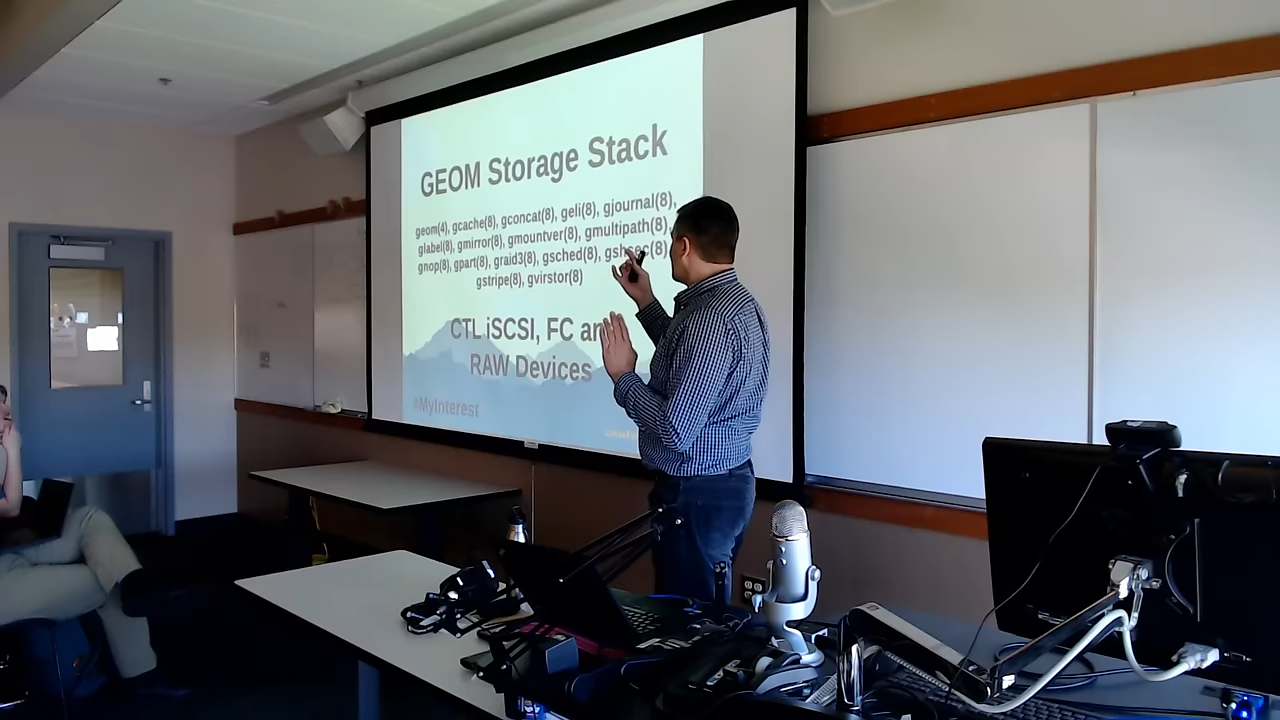 GEOM Storage Stack
geom(4), gcache(8), gconcat(8), geli(8), gjournal(8),
glabel(8), gmirror(8), gmountver(8), gmultipath(8),
gnop(8), gpart(8), graid3(8), gsched(8), gshsec(8)
gstripe(8), gvirstor(8)
CTL iSCSI, FC an
RAW Devices
#MyInterest